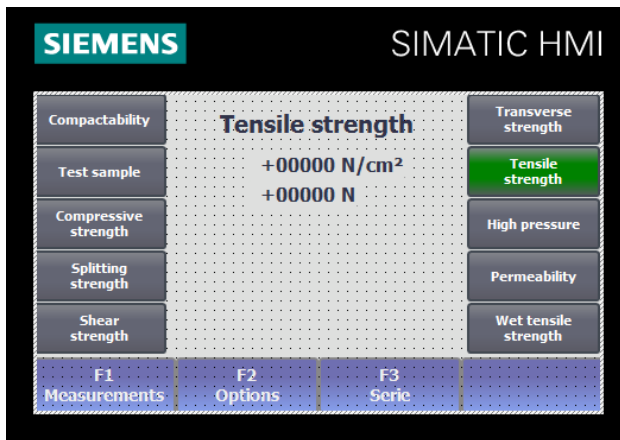 SIEMENS
SIMATIC HMI
Compactability
Test sample
Compressive
strength
Splitting
strength
Shear
strength
Tensile strength
+00000 N/cm²
+00000 N
Transverse
strength
Tensile
strength
High pressure
Permeability
Wet tensile
strength
F1
Measurements
F2
Options
F3
Serie